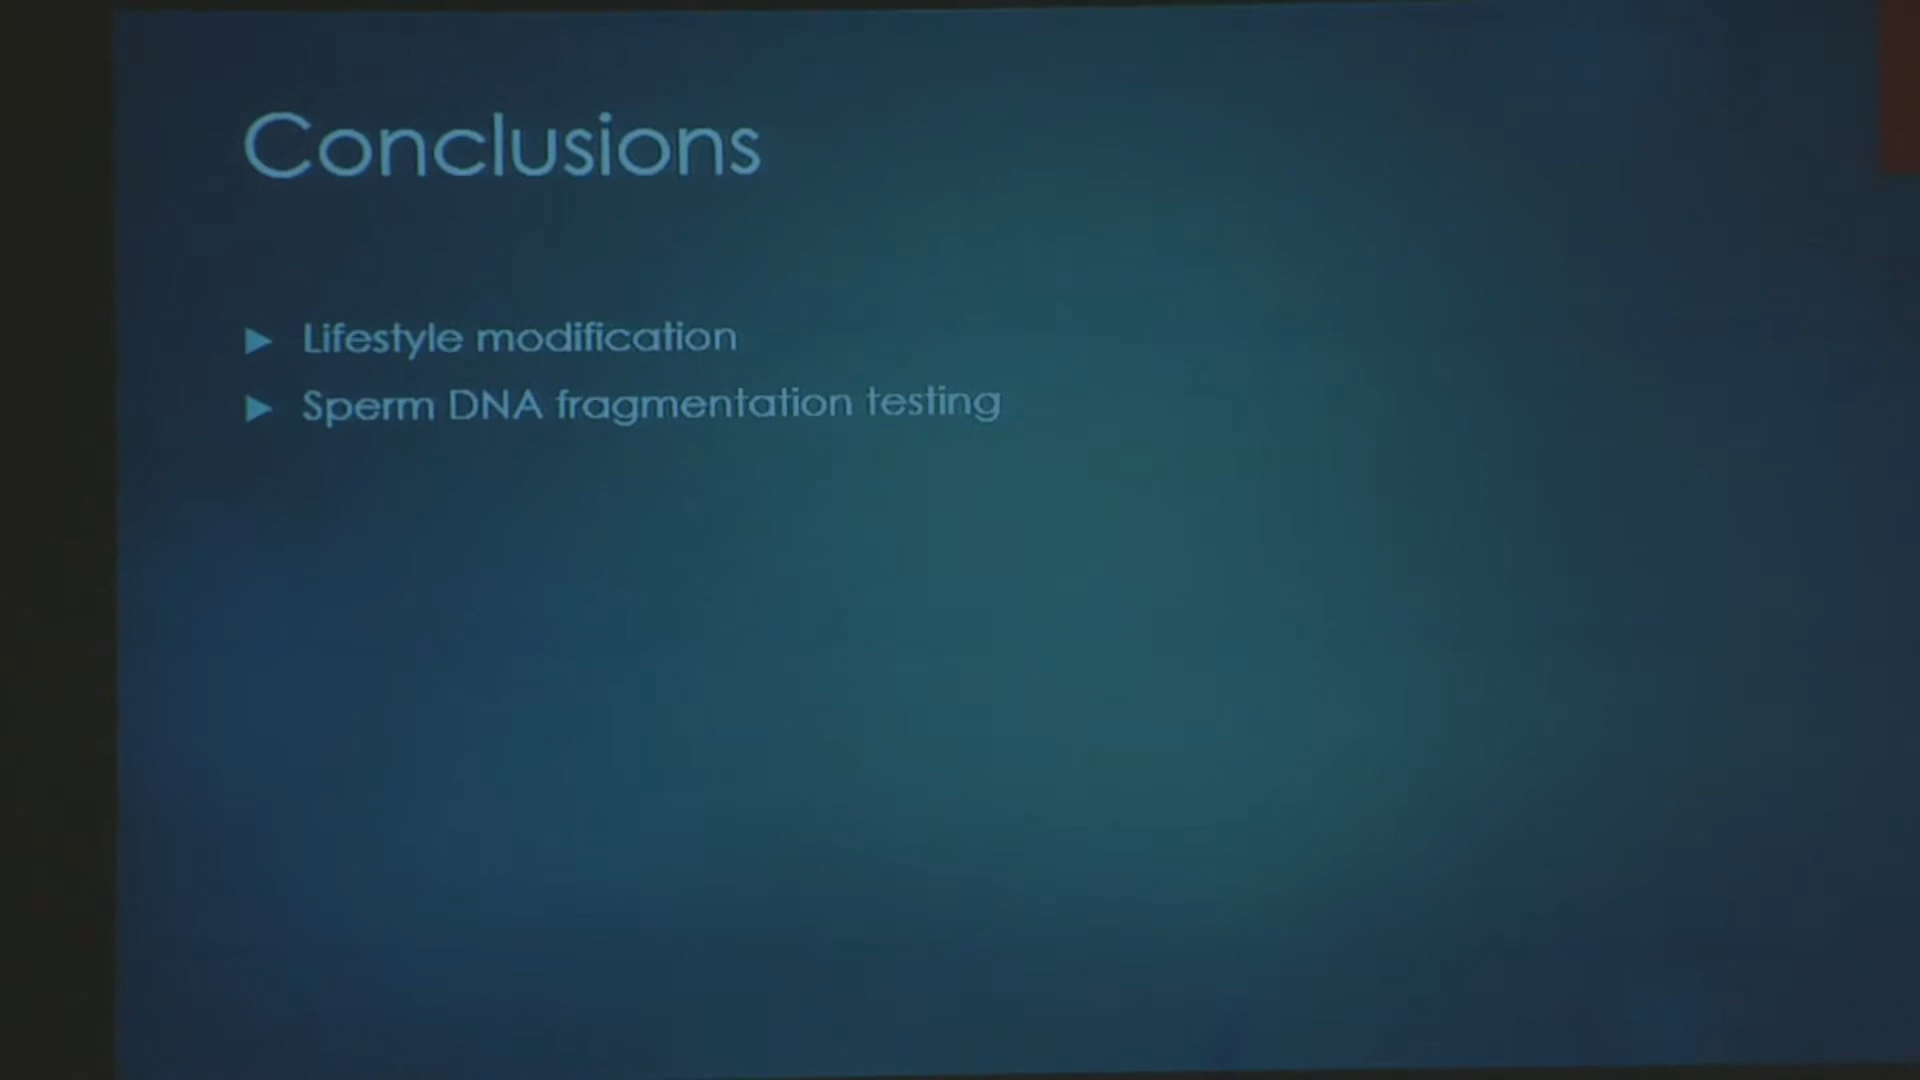 Conclusions
Lifestyle modification
Sperm DNA fragmentation testing